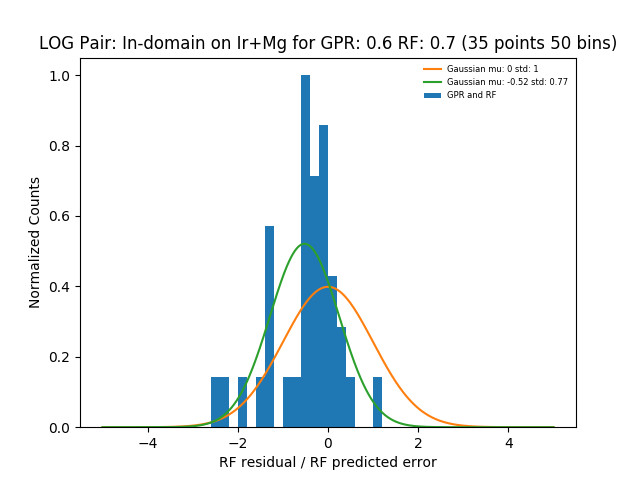 LOG Pair: In-domain on Ir+Mg for GPR: 0.6 RF: 0.7 (35 points 50 bins)
Gaussian mu: 0 std: 1
Gaussian mu: -0.52 std: 0.77
GPR and RF
Normalized Counts
1.0
0.8
0.6
0.4
0.2
0.0
−4
−2
0
2
4
RF residual / RF predicted error